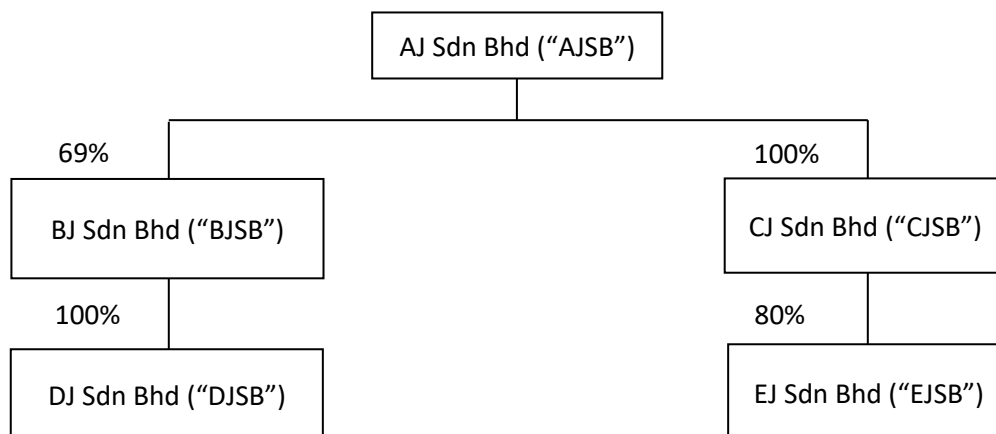 AJ Sdn Bhd (“AJSB”)
69%
100%
BJ Sdn Bhd (“BJSB”)
CJ Sdn Bhd (“CJSB”)
100%
80%
DJ Sdn Bhd (“DJSB”)
EJ Sdn Bhd (“EJSB”)